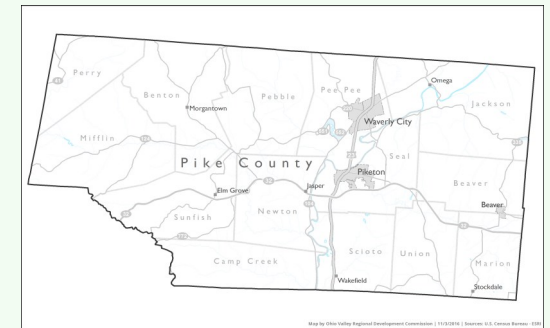 Omega
Perry
Benton
Pebble
Pee Pee
Jackson
Morgantown
Waverly City
Mifflin
Pike County
Seal
Piketon
Beaver
Elm Grove
Jasper
Beaver
Sunfish
Newton
Scioto
Union
Camp Creek
Marion
Wakefield
Stockdale
Map by Ohio Valley Regional Development Commission | 11/3/2016 | Sources: U.S. Census Bureau - ESRI